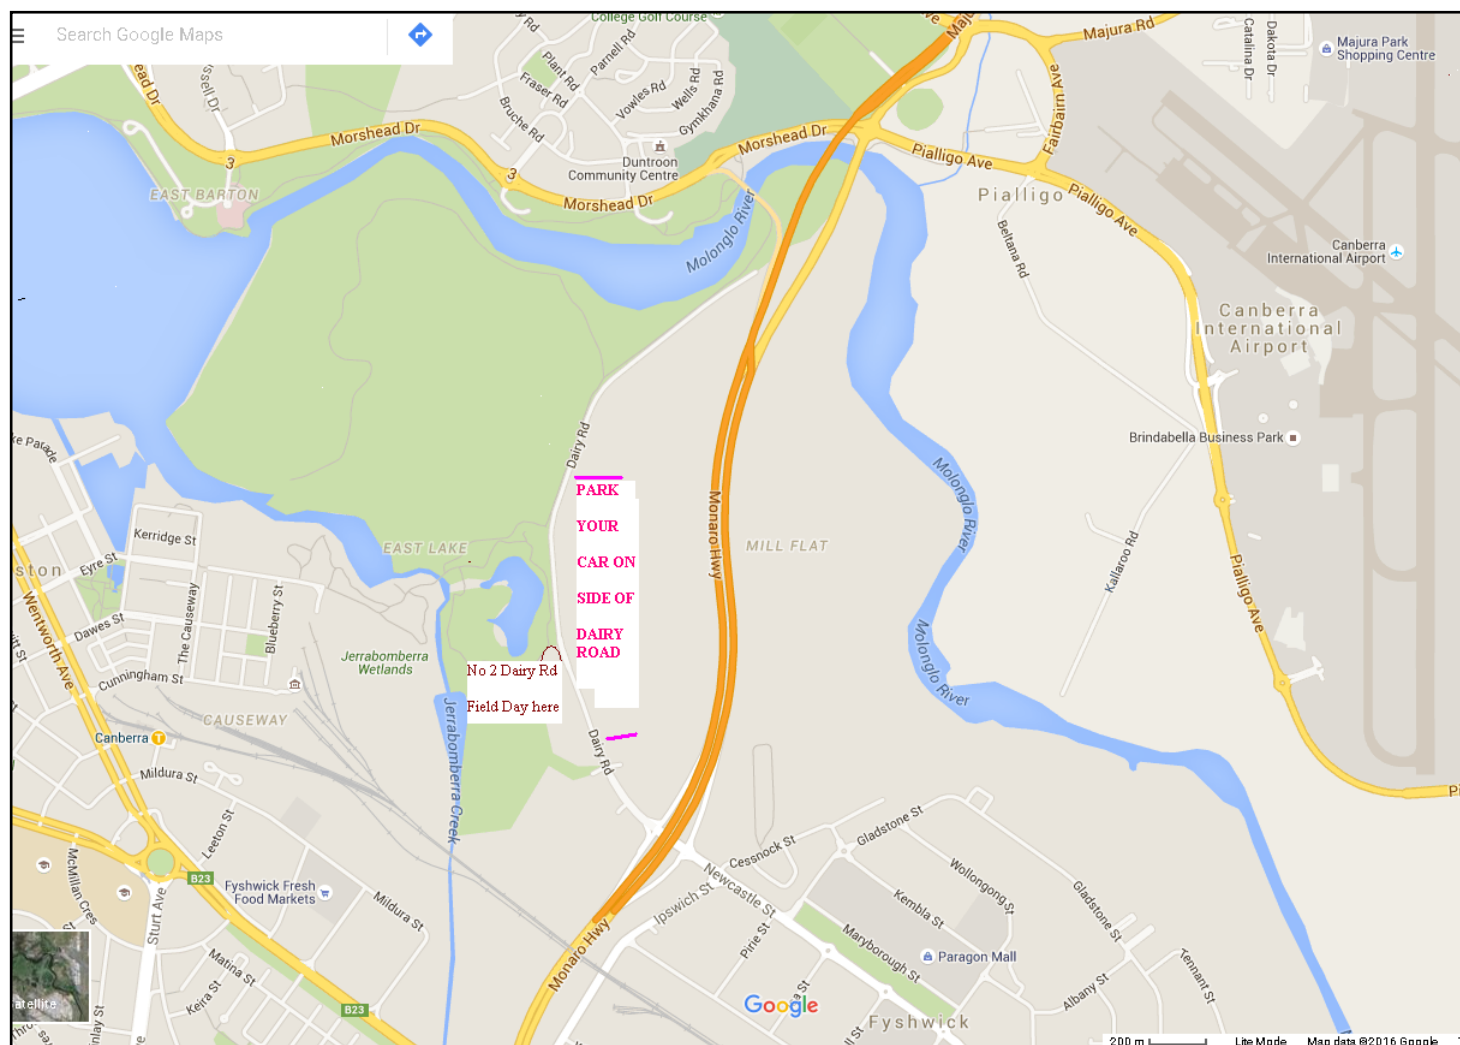 Search Google Maps
College Golf Course
Majura Rd
Majura Park
Shopping Centre
Dakota Dr
Catalina Dr
Parnell Rd
Plant Rd
Fraser Rd
Bruche Rd
Vowles Rd
Wells Rd
Gymkhana Rd
Fairbairn Ave
Morshead Dr
3
Morshead Dr
3
Morshead Dr
Duntroon
Community Centre
Pialligo Ave
Pialligo
Pialligo Ave
EAST BARTON
Morshead Dr
Molonglo River
Beltana Rd
Canberra
International Airport
Canberra
International
Airport
Dairy Rd
Brindabella Business Park
Molonglo River
PARK
YOUR
CAR ON
SIDE OF
DAIRY
ROAD
Monaro Hwy
MILL FLAT
EAST LAKE
Kerridge St
Eyre St
Dawes St
The Causeway
Blueberry St
Wentworth Ave
Cunningham St
Jerrabomberra
Wetlands
No 2 Dairy Rd
Field Day here
Kallaroo Rd
Pialligo Ave
Molonglo River
CAUSEWAY
Canberra
Mildura St
Jerrabomberra Creek
Dairy Rd
Leeton St
McMillan Cres
B23
Fyshwick Fresh
Food Markets
Mildura St
Sturt Ave
Cessnock St
Gladstone St
Newcastle St
Ipswich St
Wollongong St
Gladstone St
Kembla St
Pirie St
Maryborough St
Paragon Mall
Monaro Hwy
Matina St
Keira St
B23
Albany St
Tennant St
Google
Fyshwick
200 m
Lite Mode
Map data ©2016 Google